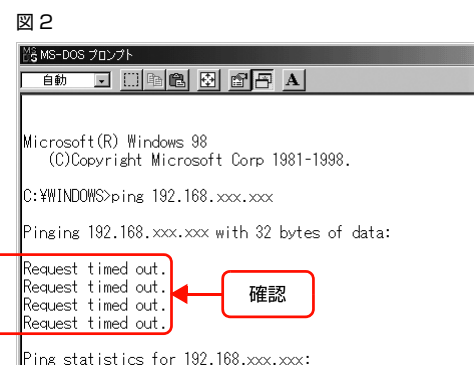 図2
MS-DOS プロンプト
自動
A
Microsoft(R) Windows 98
(C)Copyright Microsoft Corp 1981-1998.
C:¥WINDOWS>ping 192.168.xxx.xxx
Pinging 192.168.xxx.xxx with 32 bytes of data:
Request timed out.
Request timed out.
Request timed out.
Request timed out.
確認
Ping statistics for 192.168.xxx.xxx: